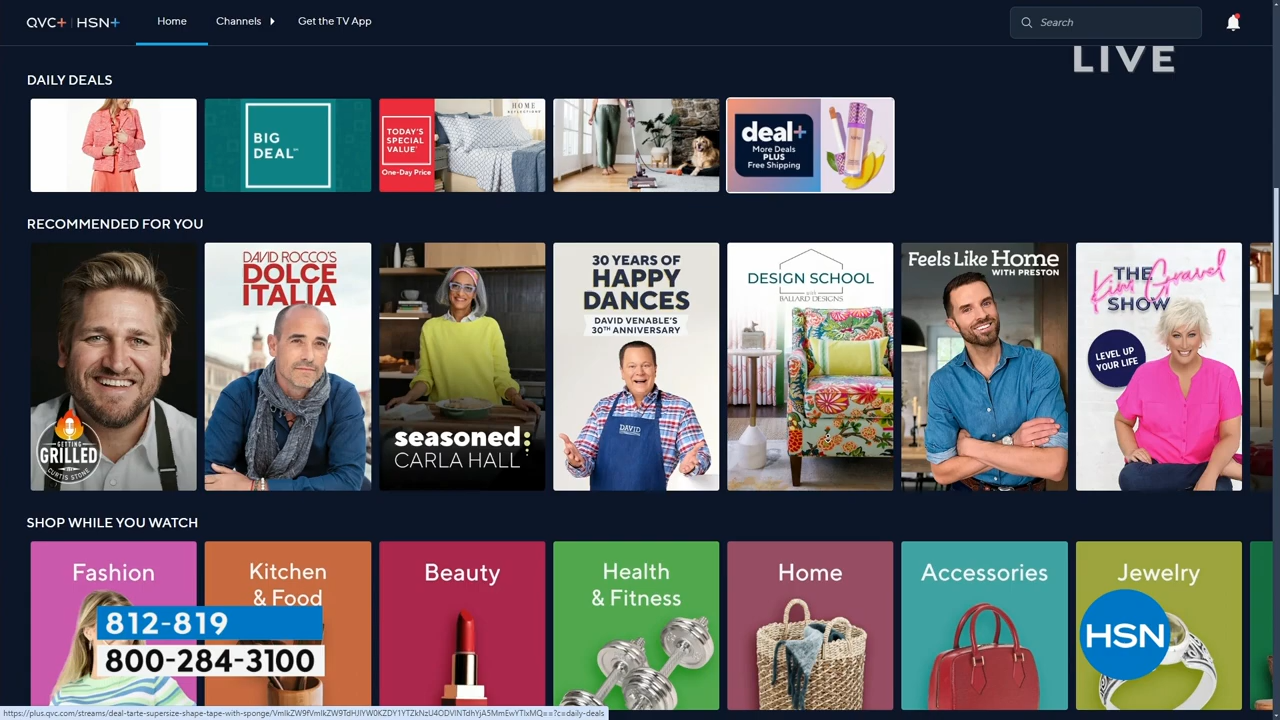 QVC+ | HSN+
Home
Channels
Get the TV App
Search
LIVE
DAILY DEALS
BIG
DEAL℠
TODAY'S
SPECIAL
VALUE®
One-Day Price
HOME
REFLECTIONS
deal+
More Deals
PLUS
Free Shipping
RECOMMENDED FOR YOU
GETTING
GRILLED
CURTIS STONE
DAVID ROCCO'S
DOLCE
ITALIA
seasoned:
CARLA HALL
30 YEARS OF
HAPPY
DANCES
DAVID VENABLE'S
30TH ANNIVERSARY
DAVID
DESIGN SCHOOL
with
BALLARD DESIGNS
Feels Like Home
WITH PRESTON
THE
Kim Gravel
SHOW
LEVEL UP
YOUR LIFE
SHOP WHILE YOU WATCH
Fashion
Kitchen
& Food
Beauty
Health
& Fitness
Home
Accessories
Jewelry
812-819
800-284-3100
HSN